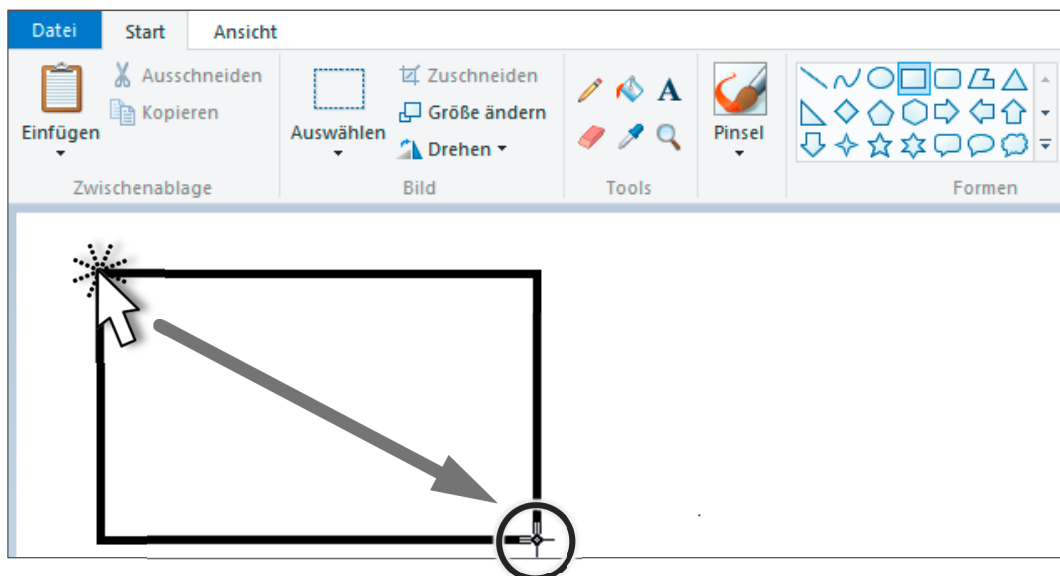 Datei Start Ansicht
Ausschneiden
Kopieren
Einfügen
Zwischenablage
Auswählen
Zuschneiden
Größe ändern
Drehen
Bild
A
Tools
Pinsel
Formen